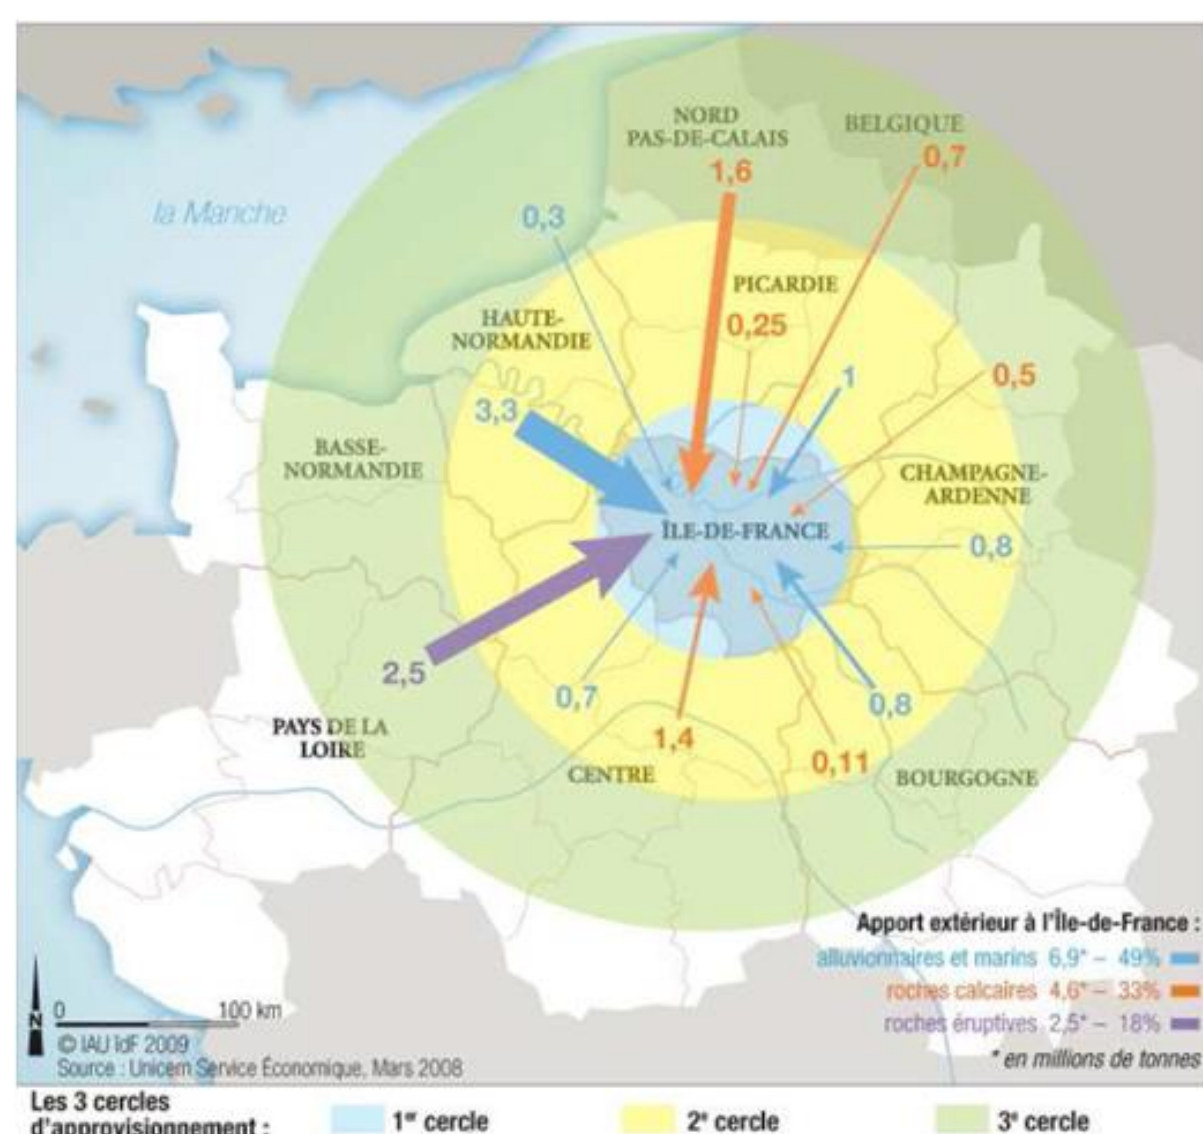 NORD
PAS-DE-CALAIS
1,6
BELGIQUE
0,7
la Manche
0,3
PICARDIE
0,25
HAUTE-
NORMANDIE
3,3
1
0,5
BASSE-
NORMANDIE
CHAMPAGNE-
ARDENNE
ÎLE-DE-FRANCE
0,8
2,5
0,7
0,8
PAYS DE LA
LOIRE
1,4
0,11
CENTRE
BOURGOGNE
Apport extérieur à l'Île-de-France :
alluvionnaires et marins 6,9* – 49%
roches calcaires 4,6* – 33%
roches éruptives 2,5* – 18%
* en millions de tonnes
N
0 100 km
© IAU îdF 2009
Source : Unicem Service Économique, Mars 2008
Les 3 cercles
d'approvisionnement :
1er cercle
2e cercle
3e cercle